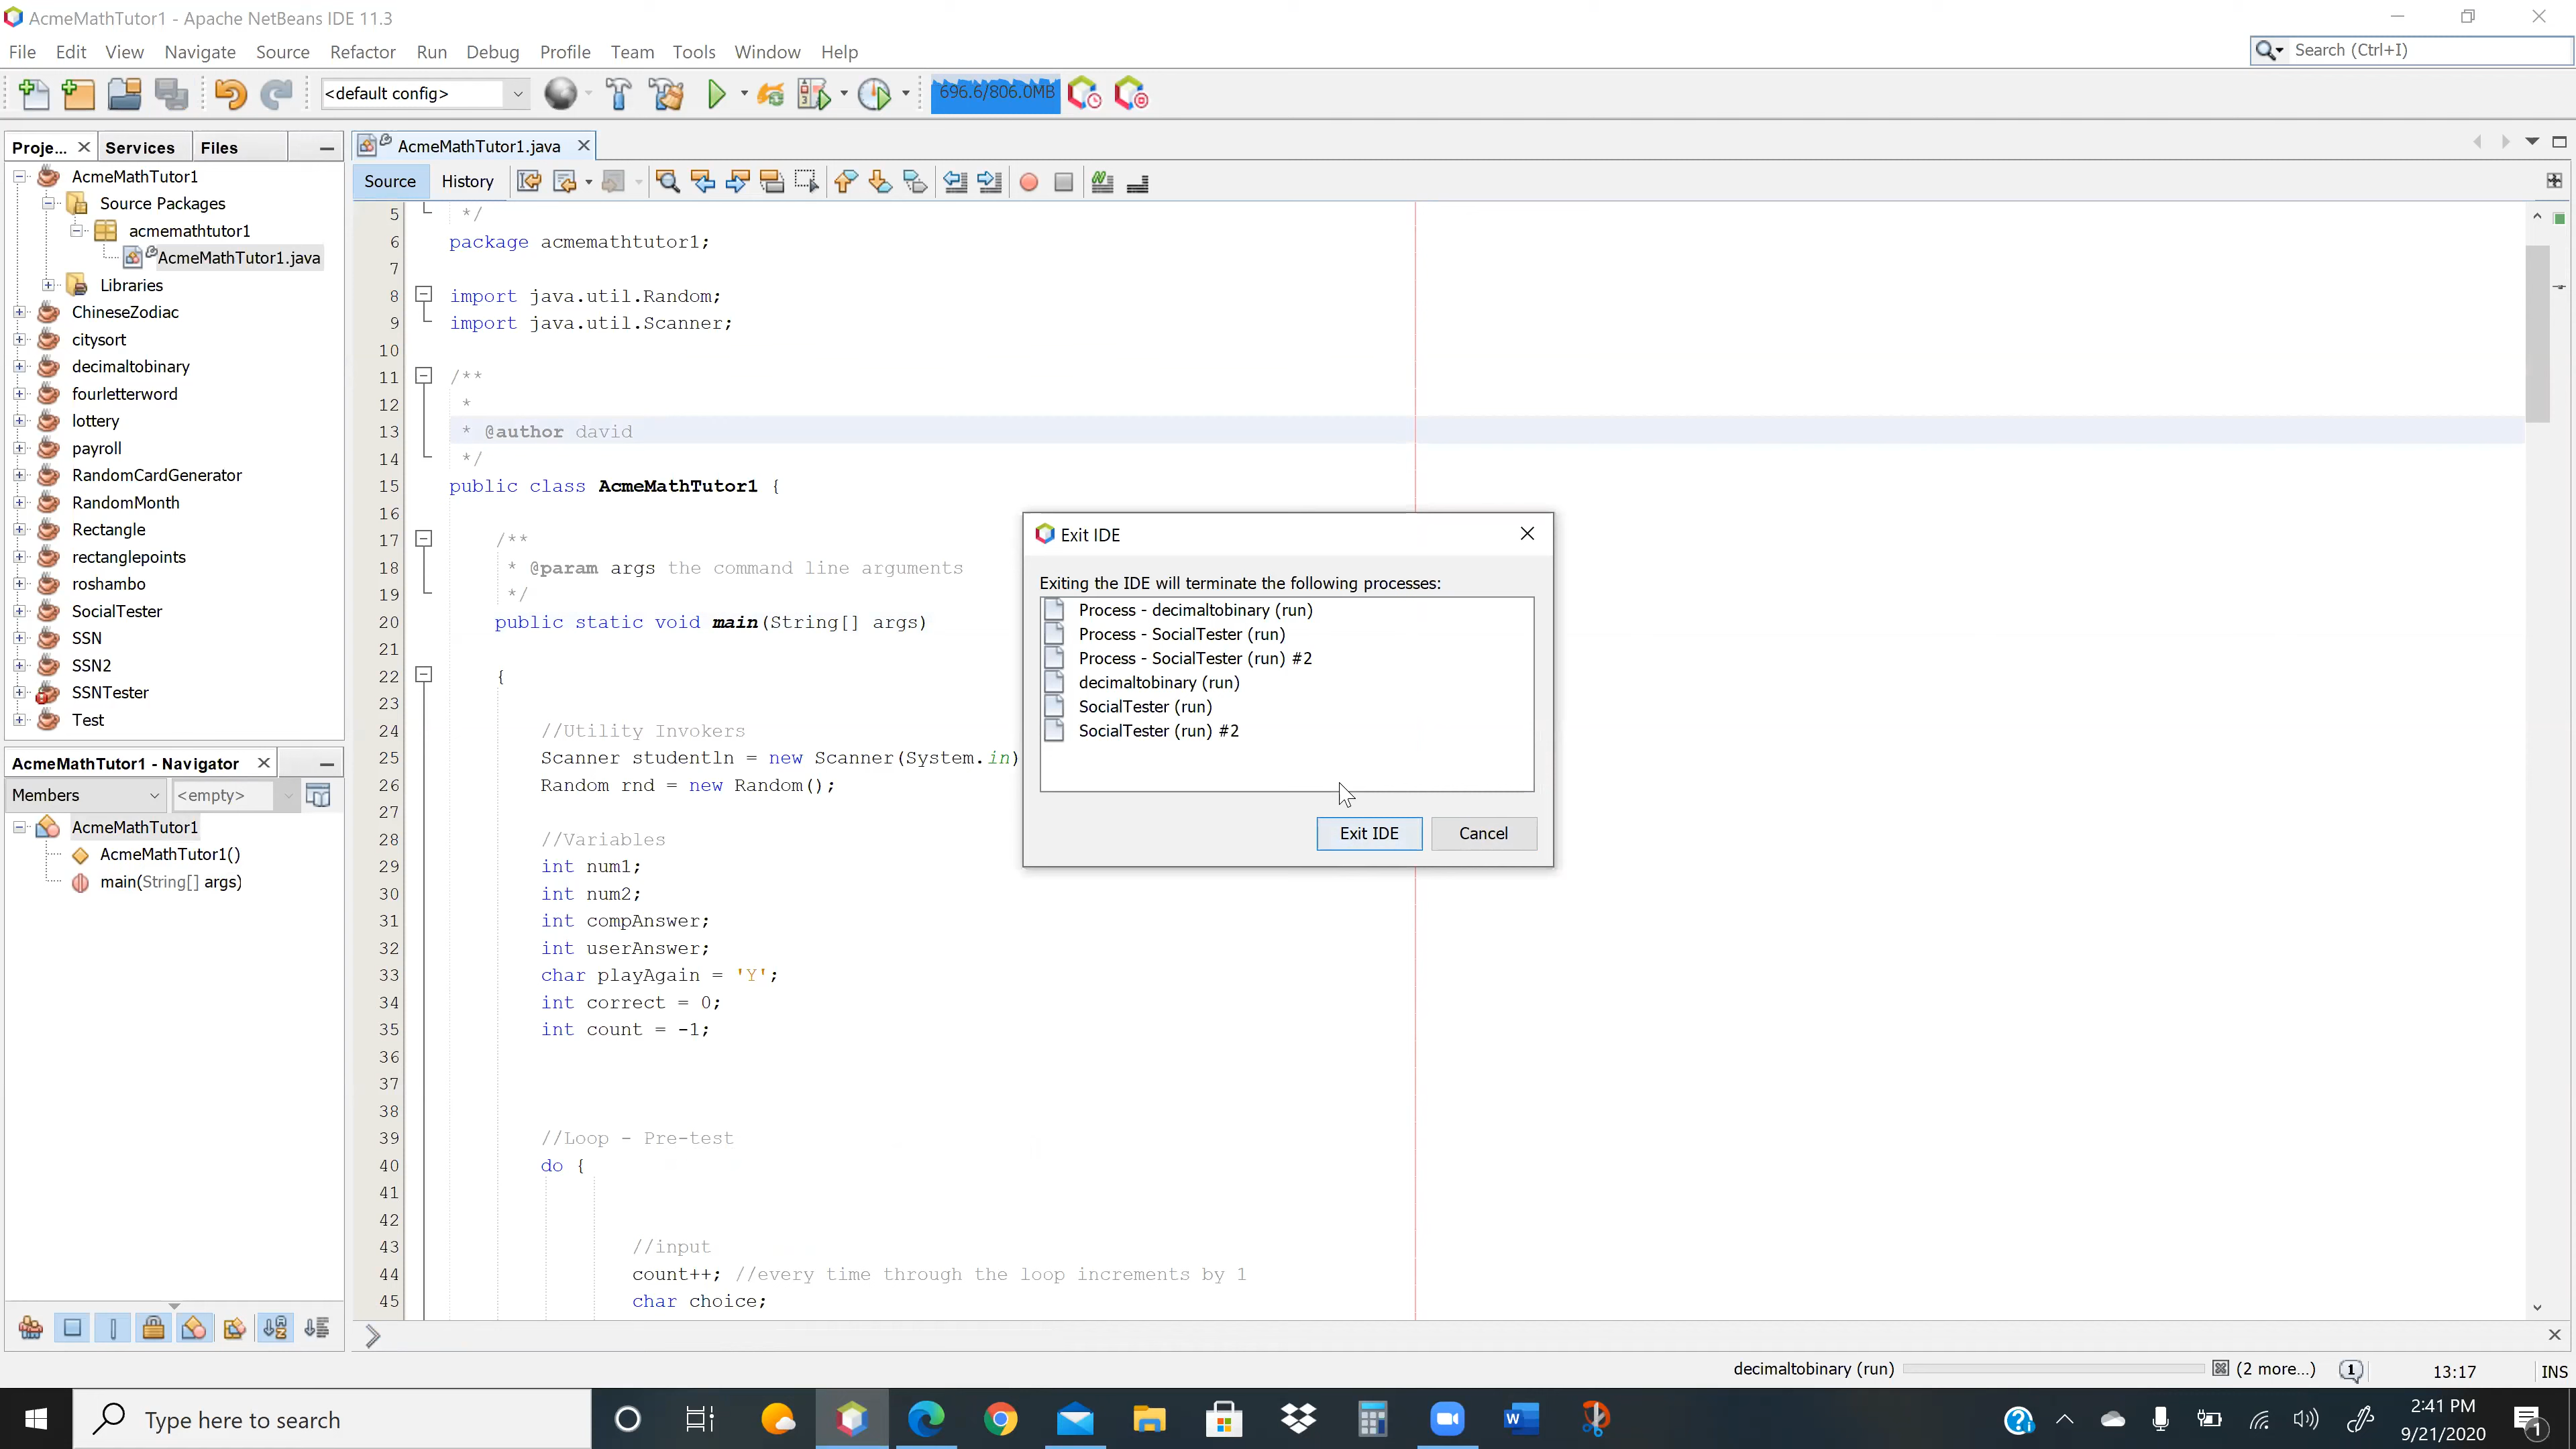 AcmeMathTutor1 - Apache NetBeans IDE 11.3
File Edit View Navigate Source Refactor Run Debug Profile Team Tools Window Help
Search (Ctrl+I)
<default config>
696.6/806.0MB
Proje...
Services
Files
AcmeMathTutor1
Source Packages
acmemathtutor1
AcmeMathTutor1.java
Libraries
ChineseZodiac
citysort
decimaltobinary
fourletterword
lottery
payroll
RandomCardGenerator
RandomMonth
Rectangle
rectanglepoints
roshambo
SocialTester
SSN
SSN2
SSNTester
Test
AcmeMathTutor1 - Navigator
Members
<empty>
AcmeMathTutor1
AcmeMathTutor1()
main(String[] args)
AcmeMathTutor1.java
Source History
5 */
6 package acmemathtutor1;
7
8 import java.util.Random;
9 import java.util.Scanner;
10
11 /**
12 *
13 * @author david
14 */
15 public class AcmeMathTutor1 {
16
17 /**
18 * @param args the command line arguments
19 */
20 public static void main(String[] args)
21
22 {
23
24 //Utility Invokers
25 Scanner studentln = new Scanner(System.in)
26 Random rnd = new Random();
27
28 //Variables
29 int num1;
30 int num2;
31 int compAnswer;
32 int userAnswer;
33 char playAgain = 'Y';
34 int correct = 0;
35 int count = -1;
36
37
38
39 //Loop - Pre-test
40 do {
41
42
43 //input
44 count++; //every time through the loop increments by 1
45 char choice;
Exit IDE
Exiting the IDE will terminate the following processes:
Process - decimaltobinary (run)
Process - SocialTester (run)
Process - SocialTester (run) #2
decimaltobinary (run)
SocialTester (run)
SocialTester (run) #2
Exit IDE
Cancel
decimaltobinary (run)
(2 more...)
1
13:17
INS
Type here to search
2:41 PM
9/21/2020
1